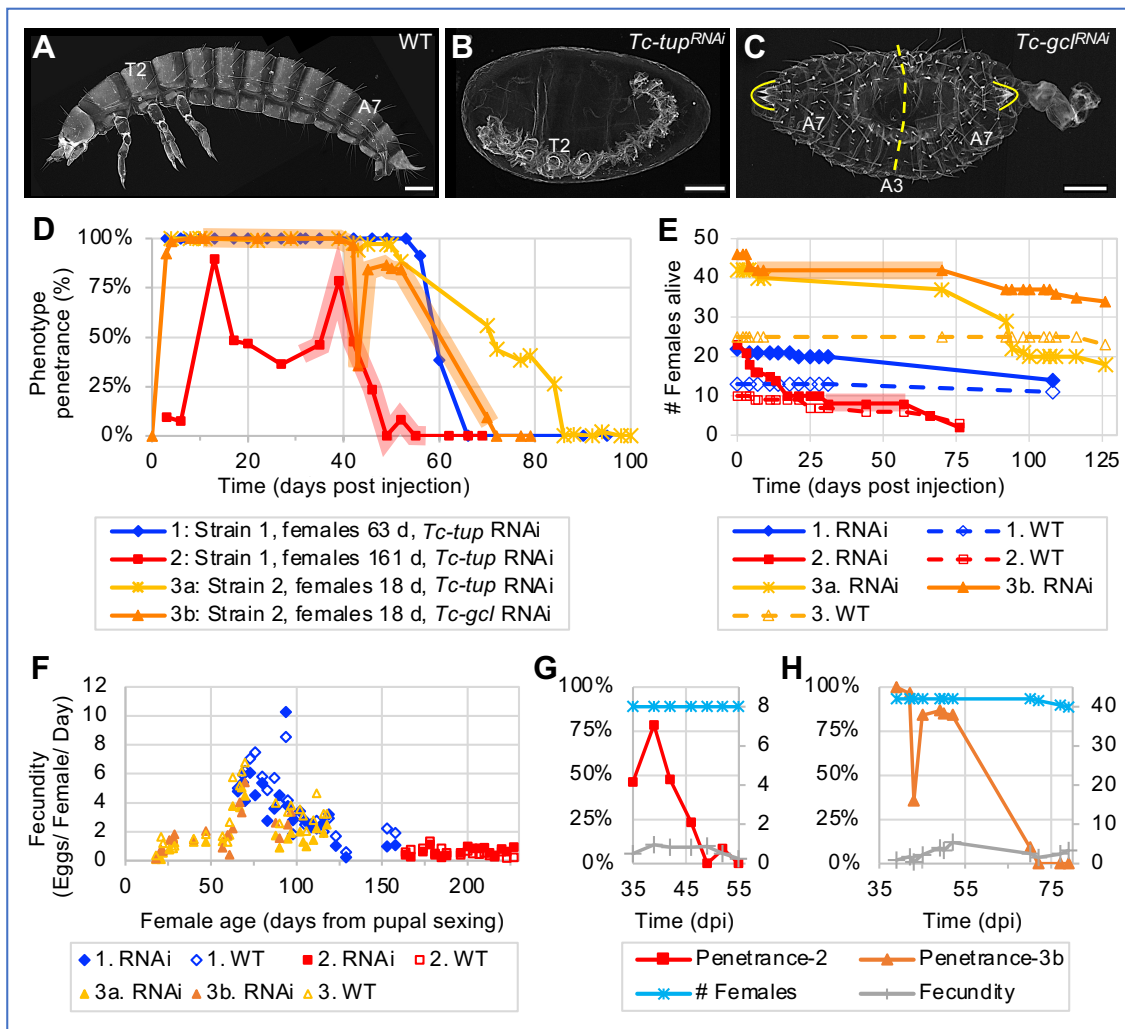 A
WT
T2
A7
B
Tc-tupRNAi
T2
C
Tc-gclRNAi
A7
A7
A3
D
Phenotype penetrance (%)
100%
75%
50%
25%
0%
0 20 40 60 80 100
Time (days post injection)
1: Strain 1, females 63 d, Tc-tup RNAi
2: Strain 1, females 161 d, Tc-tup RNAi
3a: Strain 2, females 18 d, Tc-tup RNAi
3b: Strain 2, females 18 d, Tc-gcl RNAi
E
# Females alive
50
40
30
20
10
0
0 25 50 75 100 125
Time (days post injection)
1. RNAi 1. WT
2. RNAi 2. WT
3a. RNAi 3b. RNAi
3. WT
F
Fecundity
(Eggs/ Female/ Day)
12
10
8
6
4
2
0
0 50 100 150 200
Female age (days from pupal sexing)
1. RNAi 1. WT 2. RNAi 2. WT
3a. RNAi 3b. RNAi 3. WT
G
100%
75%
50%
25%
0%
8
6
4
2
0
35 45 55
Time (dpi)
H
100%
75%
50%
25%
0%
40
30
20
10
0
35 55 75
Time (dpi)
Penetrance-2 Penetrance-3b
# Females Fecundity